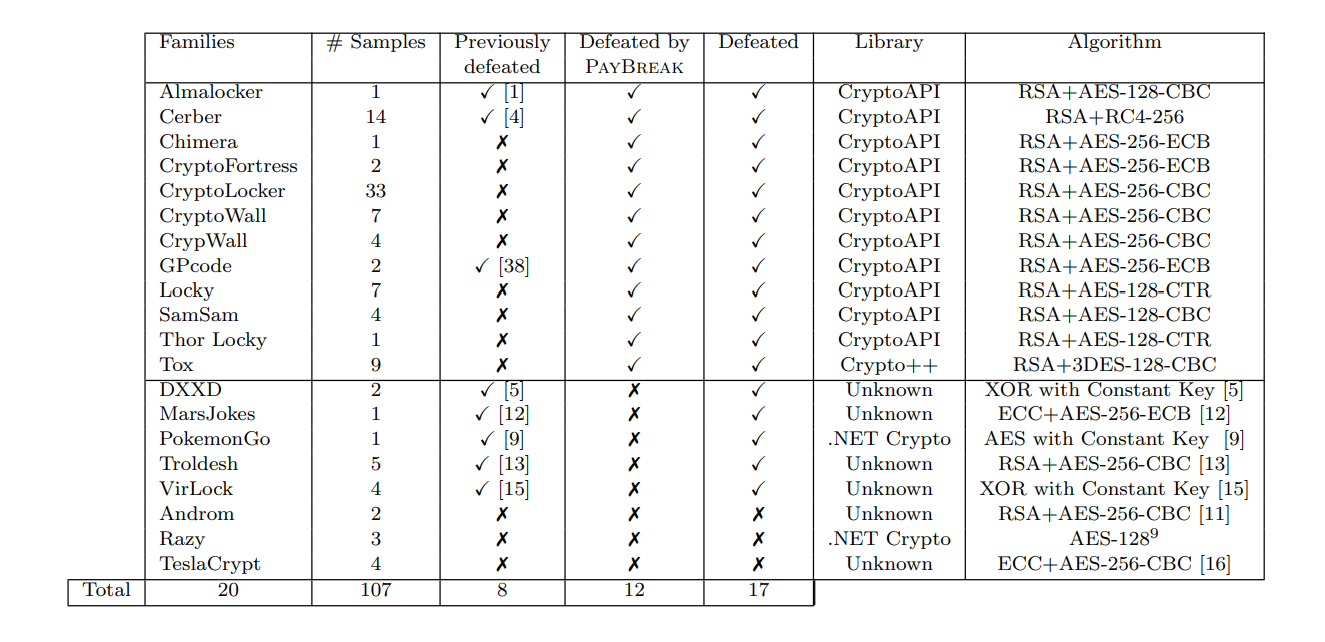 Families # Samples Previously Defeated by Defeated Library Algorithm
defeated PAYBREAK
Almalocker 1 ✓ [1] ✓ ✓ CryptoAPI RSA+AES-128-CBC
Cerber 14 ✓ [4] ✓ ✓ CryptoAPI RSA+RC4-256
Chimera 1 ✗ ✓ ✓ CryptoAPI RSA+AES-256-ECB
CryptoFortress 2 ✗ ✓ ✓ CryptoAPI RSA+AES-256-ECB
CryptoLocker 33 ✗ ✓ ✓ CryptoAPI RSA+AES-256-CBC
CryptoWall 7 ✗ ✓ ✓ CryptoAPI RSA+AES-256-CBC
CrypWall 4 ✗ ✓ ✓ CryptoAPI RSA+AES-256-CBC
GPcode 2 ✓ [38] ✓ ✓ CryptoAPI RSA+AES-256-ECB
Locky 7 ✗ ✓ ✓ CryptoAPI RSA+AES-128-CTR
SamSam 4 ✗ ✓ ✓ CryptoAPI RSA+AES-128-CBC
Thor Locky 1 ✗ ✓ ✓ CryptoAPI RSA+AES-128-CTR
Tox 9 ✗ ✓ ✓ Crypto++ RSA+3DES-128-CBC
DXXD 2 ✓ [5] ✗ ✓ Unknown XOR with Constant Key [5]
MarsJokes 1 ✓ [12] ✗ ✓ Unknown ECC+AES-256-ECB [12]
PokemonGo 1 ✓ [9] ✗ ✓ .NET Crypto AES with Constant Key [9]
Troldesh 5 ✓ [13] ✗ ✓ Unknown RSA+AES-256-CBC [13]
VirLock 4 ✓ [15] ✗ ✓ Unknown XOR with Constant Key [15]
Androm 2 ✗ ✗ ✗ Unknown RSA+AES-256-CBC [11]
Razy 3 ✗ ✗ ✗ .NET Crypto AES-128⁹
TeslaCrypt 4 ✗ ✗ ✗ Unknown ECC+AES-256-CBC [16]
Total 20 107 8 12 17